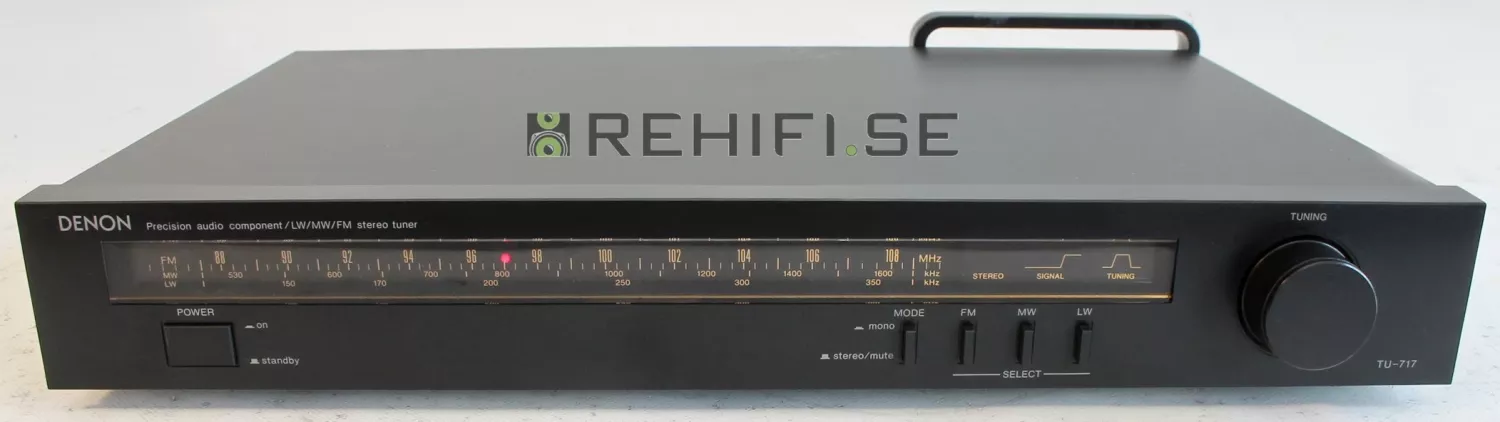 REHIFI.SE
TUNING
DENON Precision audio component/LW/MW/FM stereo tuner
FM 88 90 92 94 96 98 100 102 104 106 108 MHz
MW 530 600 700 800 1000 1200 1400 1600 kHz
LW 150 170 200 250 300 350 kHz
STEREO SIGNAL TUNING
POWER
on
standby
MODE FM MW LW
mono
stereo/mute
SELECT
TU-717